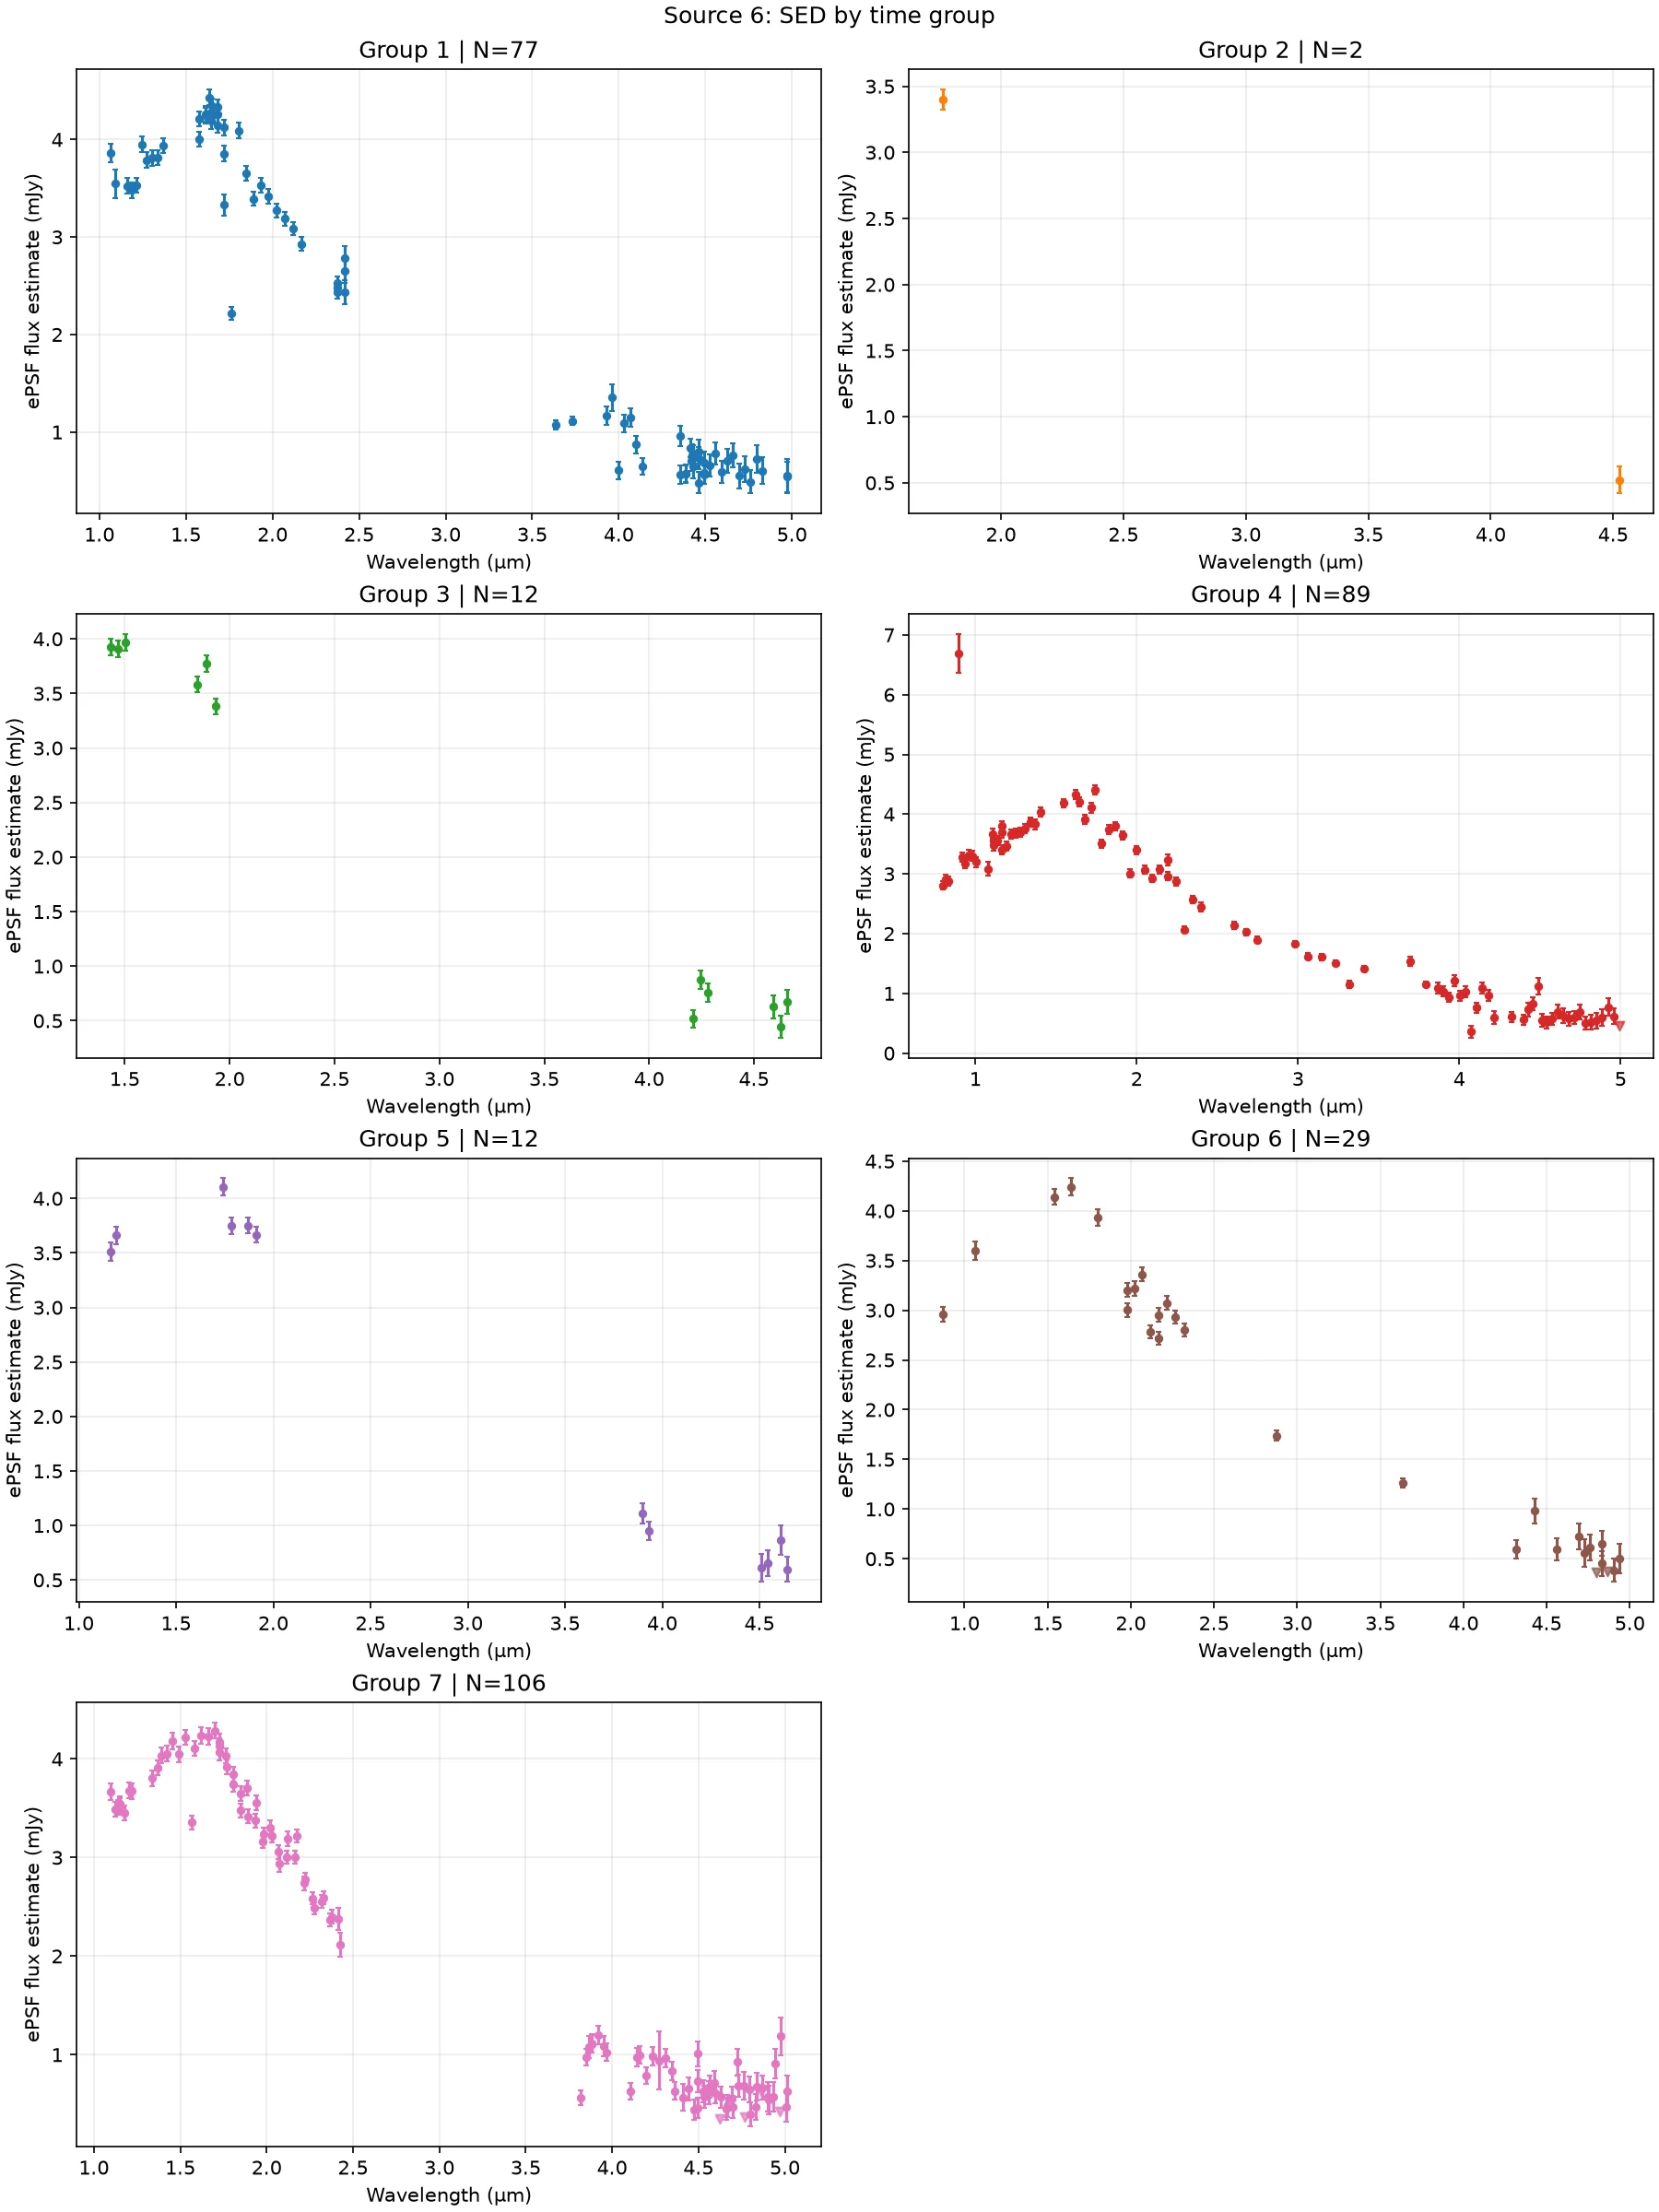 Source 6: SED by time group
Group 1 | N=77
ePSF flux estimate (mJy)
4
3
2
1
1.0 1.5 2.0 2.5 3.0 3.5 4.0 4.5 5.0
Wavelength (μm)
Group 2 | N=2
ePSF flux estimate (mJy)
3.5
3.0
2.5
2.0
1.5
1.0
0.5
2.0 2.5 3.0 3.5 4.0 4.5
Wavelength (μm)
Group 3 | N=12
ePSF flux estimate (mJy)
4.0
3.5
3.0
2.5
2.0
1.5
1.0
0.5
1.5 2.0 2.5 3.0 3.5 4.0 4.5
Wavelength (μm)
Group 4 | N=89
ePSF flux estimate (mJy)
7
6
5
4
3
2
1
0
1 2 3 4 5
Wavelength (μm)
Group 5 | N=12
ePSF flux estimate (mJy)
4.0
3.5
3.0
2.5
2.0
1.5
1.0
0.5
1.0 1.5 2.0 2.5 3.0 3.5 4.0 4.5
Wavelength (μm)
Group 6 | N=29
ePSF flux estimate (mJy)
4.5
4.0
3.5
3.0
2.5
2.0
1.5
1.0
0.5
1.0 1.5 2.0 2.5 3.0 3.5 4.0 4.5 5.0
Wavelength (μm)
Group 7 | N=106
ePSF flux estimate (mJy)
4
3
2
1
1.0 1.5 2.0 2.5 3.0 3.5 4.0 4.5 5.0
Wavelength (μm)